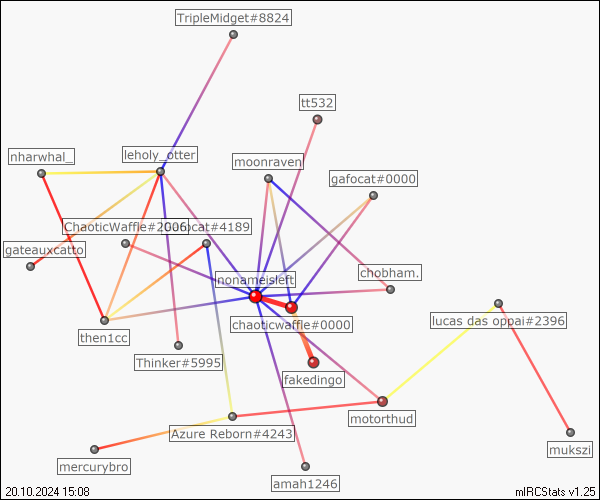 TripleMidget#8824
tt532
nharwhal_
leholy_otter
moonraven
gafocat#0000
ChaoticWaffle#2006
cat#4189
gateauxcatto
nonameisleft
chobham.
chaoticwaffle#0000
lucas das oppai#2396
then1cc
Thinker#5995
fakedingo
motorthud
Azure Reborn#4243
mukszi
mercurybro
amah1246
20.10.2024 15:08
mIRCStats v1.25